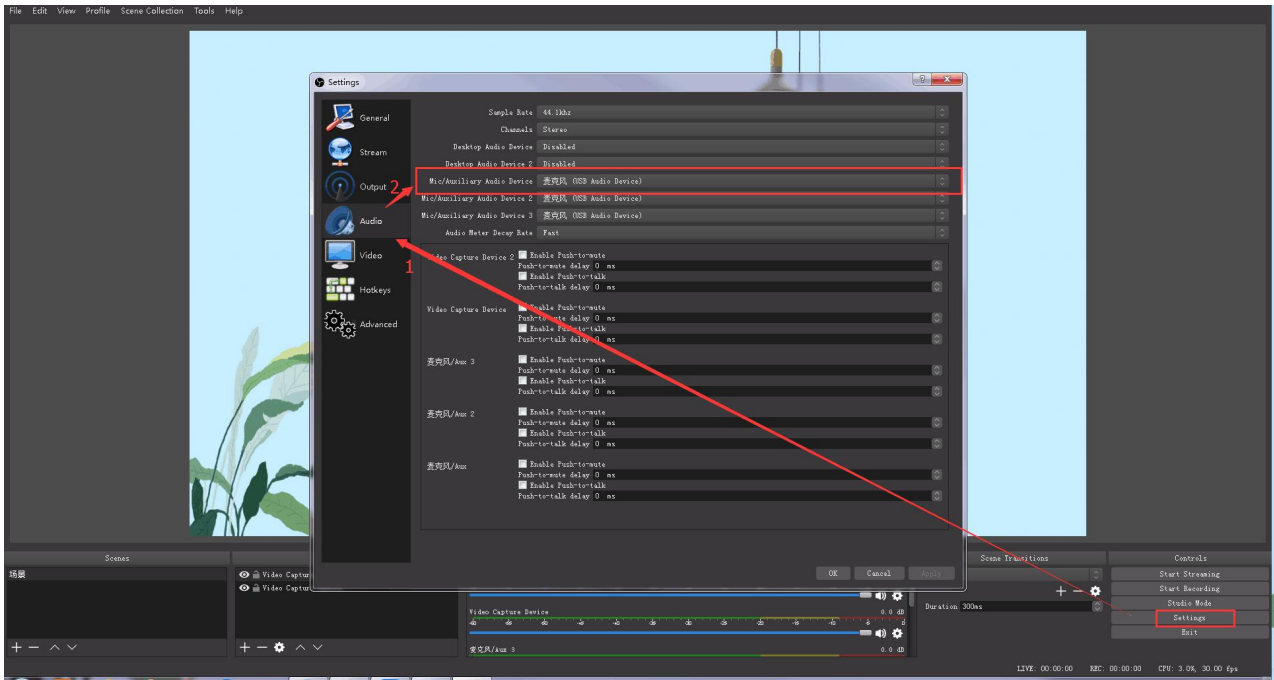 File Edit View Profile Scene Collection Tools Help
Settings
General
Stream
Output
Audio
Video
Hotkeys
Advanced
2
1
Sample Rate 44.1khz
Channels Stereo
Desktop Audio Device Disabled
Desktop Audio Device 2 Disabled
Mic/Auxiliary Audio Device 麦克风 (USB Audio Device)
Mic/Auxiliary Audio Device 2 麦克风 (USB Audio Device)
Mic/Auxiliary Audio Device 3 麦克风 (USB Audio Device)
Audio Meter Decay Rate Fast
Video Capture Device 2 Enable Push-to-mute
Push-to-mute delay 0 ms
Enable Push-to-talk
Push-to-talk delay 0 ms
Video Capture Device Enable Push-to-mute
Push-to-mute delay 0 ms
Enable Push-to-talk
Push-to-talk delay 0 ms
麦克风/Aux 3 Enable Push-to-mute
Push-to-mute delay 0 ms
Enable Push-to-talk
Push-to-talk delay 0 ms
麦克风/Aux 2 Enable Push-to-mute
Push-to-mute delay 0 ms
Enable Push-to-talk
Push-to-talk delay 0 ms
麦克风/Aux Enable Push-to-mute
Push-to-mute delay 0 ms
Enable Push-to-talk
Push-to-talk delay 0 ms
OK Cancel Apply
Scenes
场景
Video Captur
Video Captur
Video Capture Device 0.0 dB
麦克风/Aux 3 0.0 dB
Scene Transitions
Duration 300ms
Controls
Start Streaming
Start Recording
Studio Mode
Settings
Exit
LIVE: 00:00:00 REC: 00:00:00 CPU: 3.0%, 30.00 fps